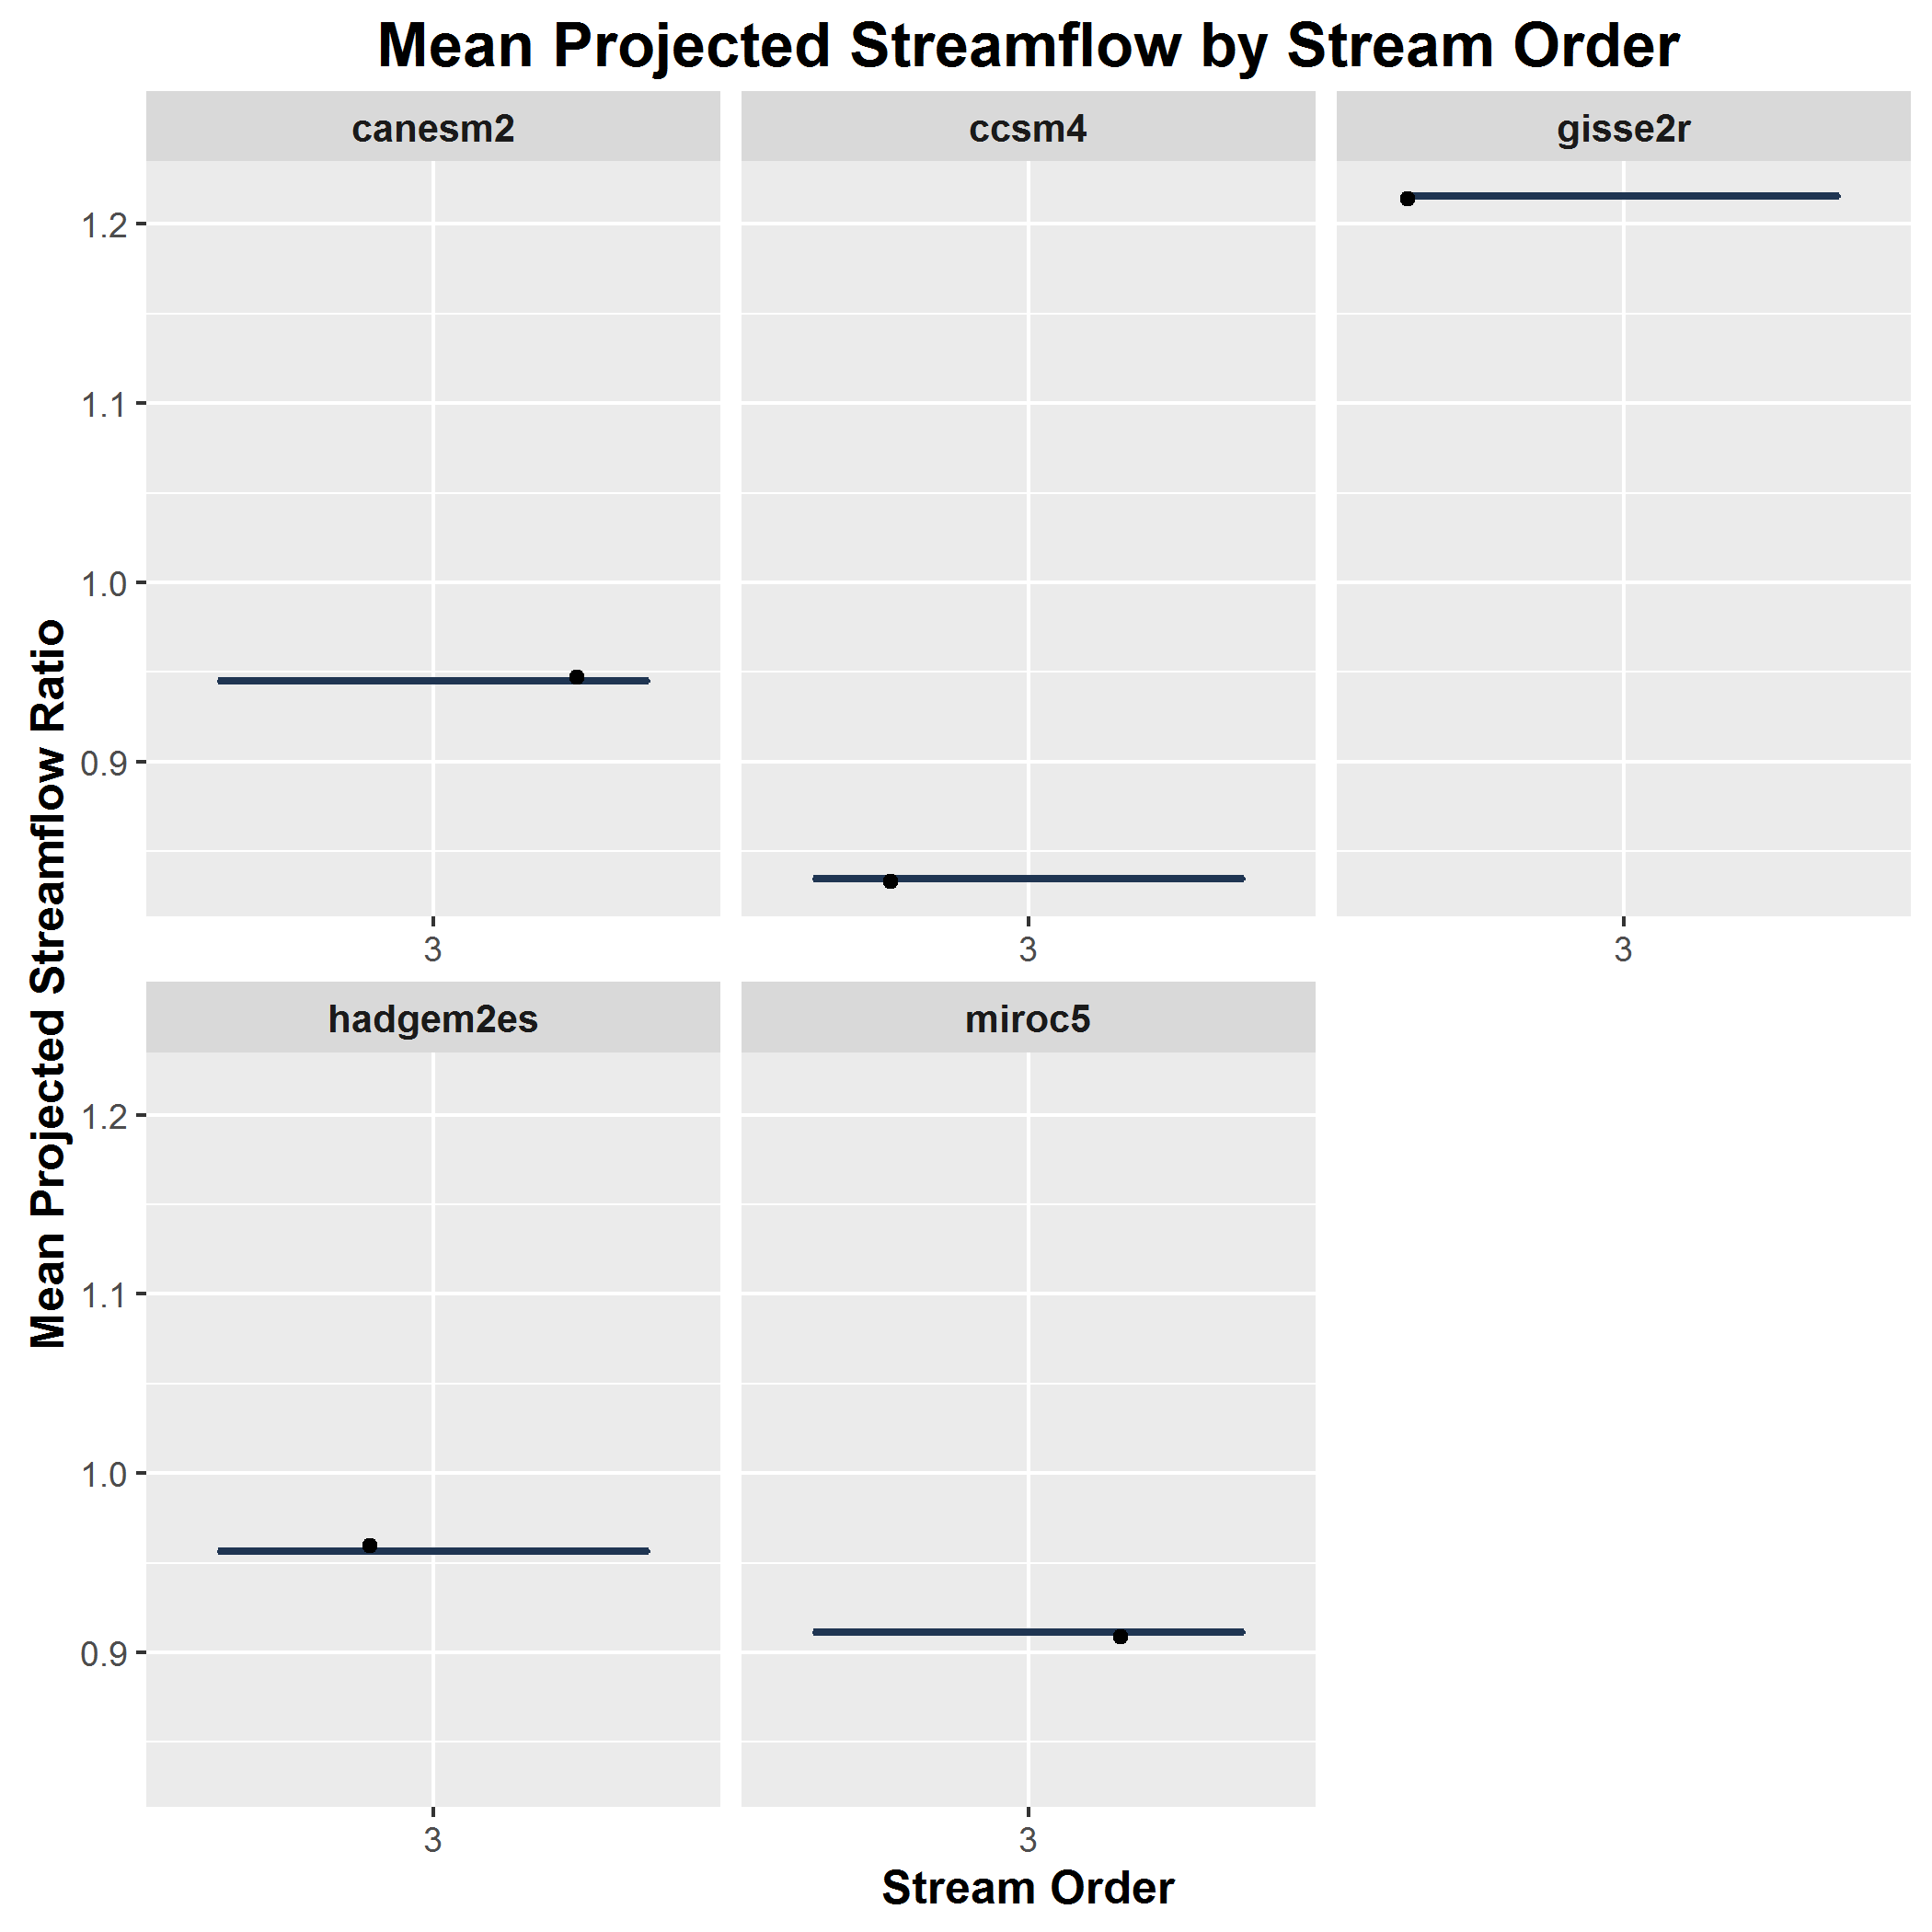 Mean Projected Streamflow by Stream Order
canesm2
ccsm4
gisse2r
1.2
1.1
1.0
0.9
3
3
3
Mean Projected Streamflow Ratio
hadgem2es
miroc5
1.2
1.1
1.0
0.9
3
3
Stream Order